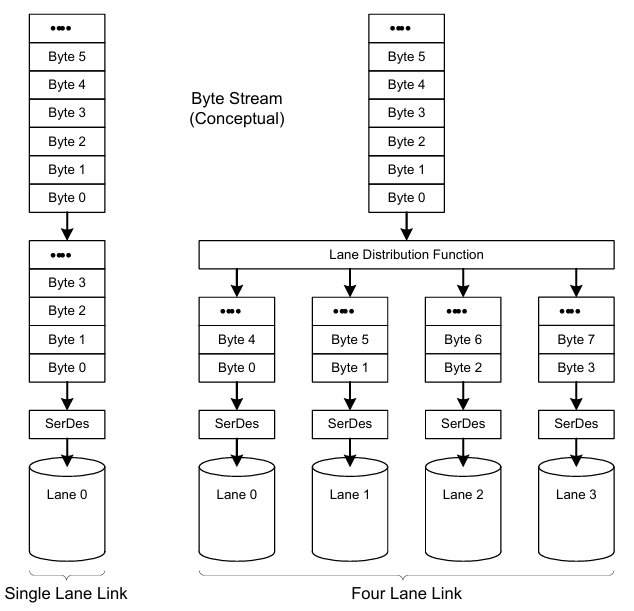 ••••
Byte 5
Byte 4
Byte 3
Byte 2
Byte 1
Byte 0
••••
Byte 3
Byte 2
Byte 1
Byte 0
SerDes
Lane 0
Single Lane Link
Byte Stream
(Conceptual)
••••
Byte 5
Byte 4
Byte 3
Byte 2
Byte 1
Byte 0
Lane Distribution Function
•••• •••• •••• ••••
Byte 4 Byte 5 Byte 6 Byte 7
Byte 0 Byte 1 Byte 2 Byte 3
SerDes SerDes SerDes SerDes
Lane 0 Lane 1 Lane 2 Lane 3
Four Lane Link